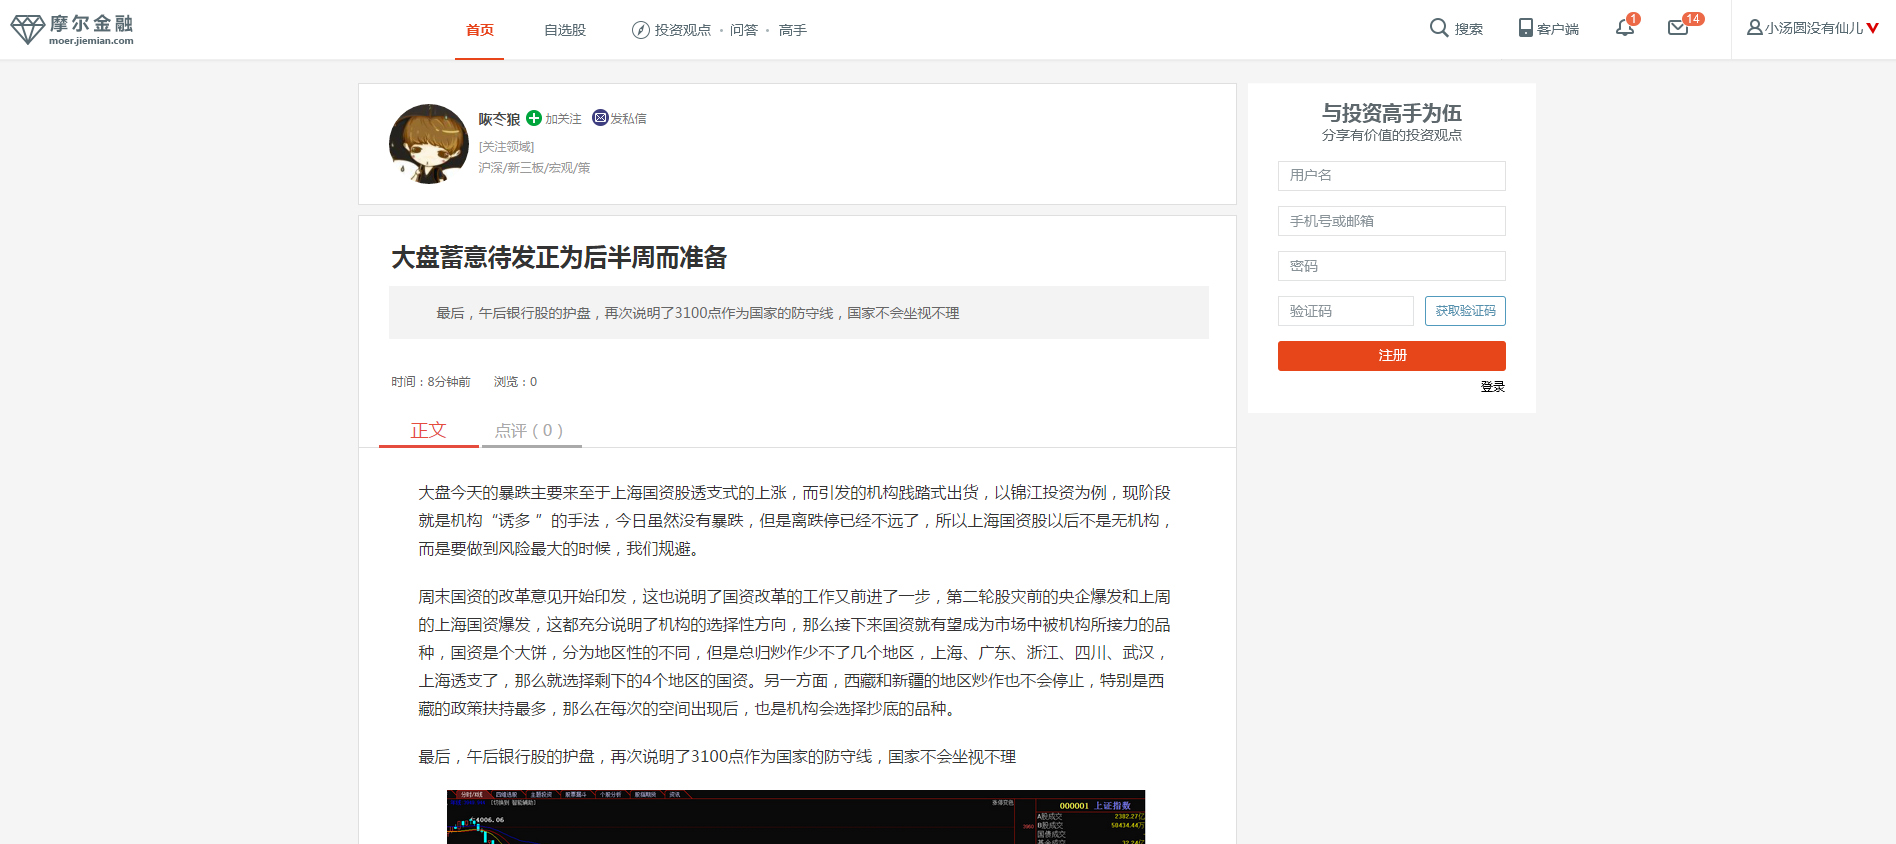 摩尔金融
moer.jiemian.com
首页
自选股
投资观点 · 问答 · 高手
搜索
客户端
1
14
小汤圆没有仙儿
加关注
发私信
[关注领域]
沪深/新三板/宏观/策
大盘蓄意待发正为后半周而准备
最后，午后银行股的护盘，再次说明了3100点作为国家的防守线，国家不会坐视不理
时间：8分钟前 浏览：0
正文
点评（0）
大盘今天的暴跌主要来至于上海国资股透支式的上涨，而引发的机构践踏式出货，以锦江投资为例，现阶段
就是机构“诱多 ”的手法，今日虽然没有暴跌，但是离跌停已经不远了，所以上海国资股以后不是无机构，
而是要做到风险最大的时候，我们规避。
周末国资的改革意见开始印发，这也说明了国资改革的工作又前进了一步，第二轮股灾前的央企爆发和上周
的上海国资爆发，这都充分说明了机构的选择性方向，那么接下来国资就有望成为市场中被机构所接力的品
种，国资是个大饼，分为地区性的不同，但是总归炒作少不了几个地区，上海、广东、浙江、四川、武汉，
上海透支了，那么就选择剩下的4个地区的国资。另一方面，西藏和新疆的地区炒作也不会停止，特别是西
藏的政策扶持最多，那么在每次的空间出现后，也是机构会选择抄底的品种。
最后，午后银行股的护盘，再次说明了3100点作为国家的防守线，国家不会坐视不理
000001 上证指数
4006.06
A股成交 2382.27亿
B股成交 50434.44万
国债成交
与投资高手为伍
分享有价值的投资观点
用户名
手机号或邮箱
密码
验证码
获取验证码
注册
登录